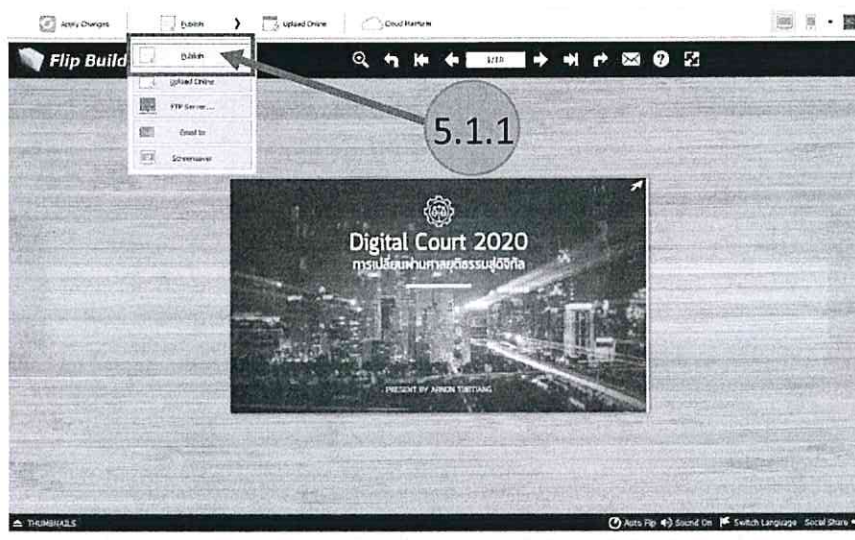 Apply Changes
Publish
Upload Online
Cloud Platform
Flip Build
1/10
Publish
Upload Online
FTP Server...
Email to
Screensaver
5.1.1
Digital Court 2020
การเปลี่ยนผ่านศาลยุติธรรมสู่ดิจิทัล
PRESENT BY ARNON
THUMBNAILS
Auto Flip
Sound On
Switch Language
Social Share